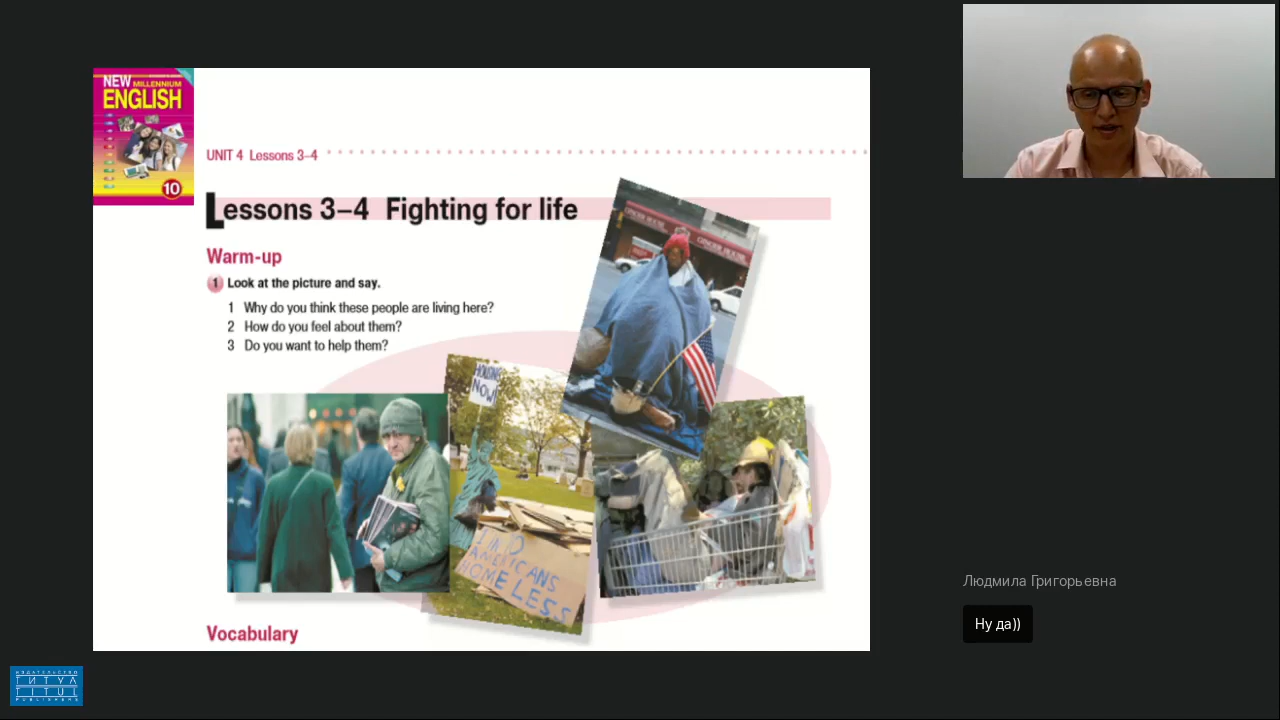 NEW MILLENNIUM
ENGLISH
10
UNIT 4 Lessons 3–4
Lessons 3–4 Fighting for life
Warm-up
1 Look at the picture and say.
1 Why do you think these people are living here?
2 How do you feel about them?
3 Do you want to help them?
HOUSING
NOW!
AMERICANS
HOMELESS
Vocabulary
Людмила Григорьевна
Ну да))
ИЗДАТЕЛЬСТВО
ТИТУЛ
TITUL
PUBLISHERS